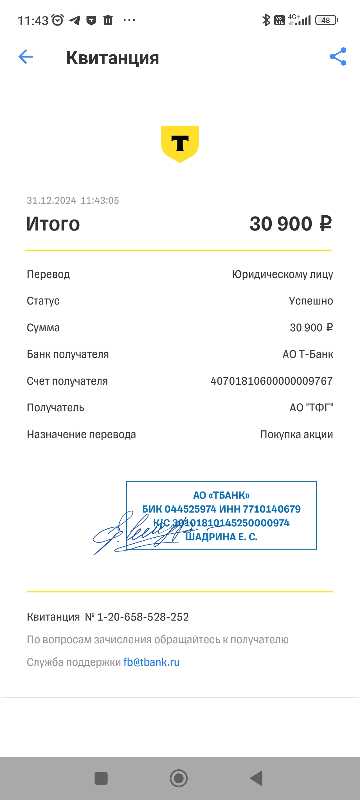 11:43
4G+
48
Квитанция
T
31.12.2024 11:43:05
Итого 30 900 ₽
Перевод Юридическому лицу
Статус Успешно
Сумма 30 900 ₽
Банк получателя АО Т-Банк
Счет получателя 40701810600000009767
Получатель АО "ТФГ"
Назначение перевода Покупка акции
АО «ТБАНК»
БИК 044525974 ИНН 7710140679
К/С 30101810145250000974
ШАДРИНА Е. С.
Квитанция № 1-20-658-528-252
По вопросам зачисления обращайтесь к получателю
Служба поддержки fb@tbank.ru